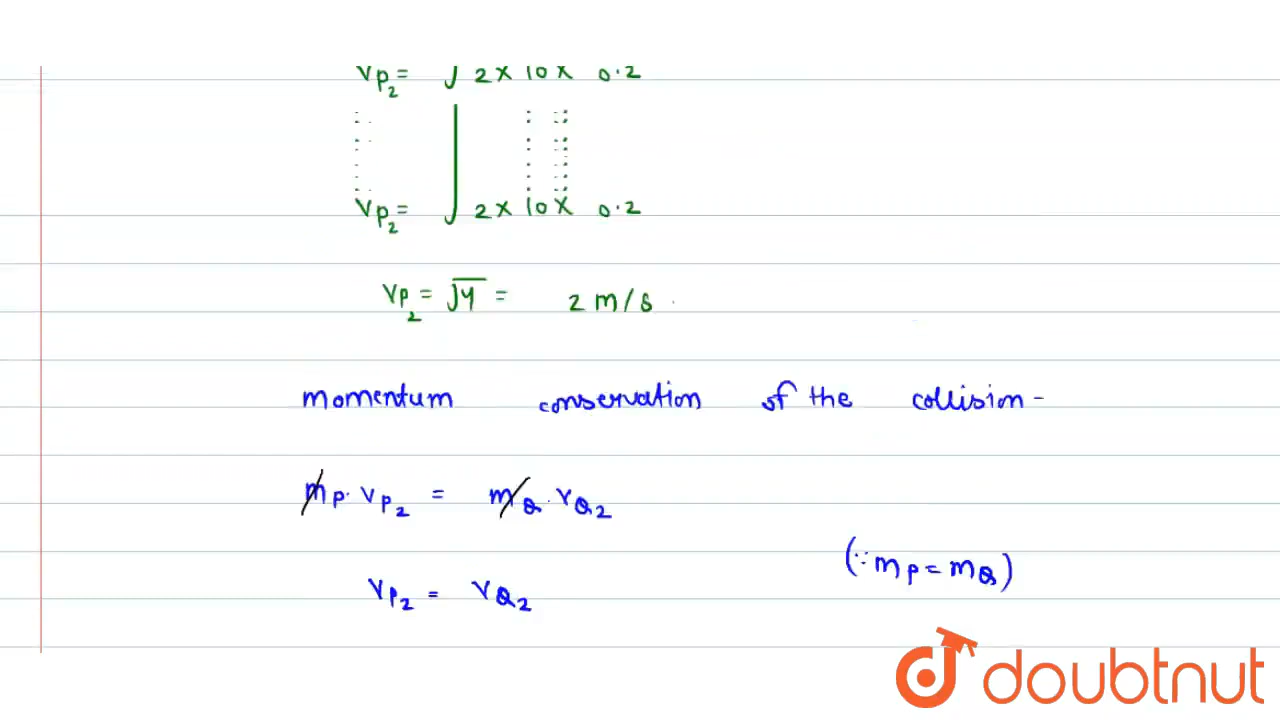 Vp₂ = √ 2 × 10 × 0.2
Vp₂ = √ 2 × 10 × 0.2
Vp₂ = √4 = 2 m/s
momentum conservation of the collision -
mp. Vp₂ = mQ. VQ₂
(∵ mp = mQ)
Vp₂ = VQ₂
doubtnut